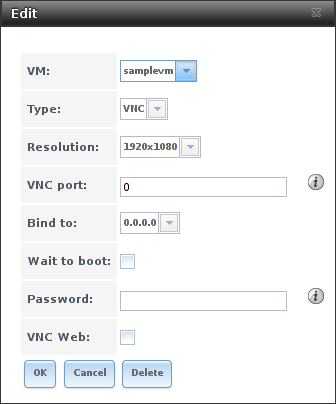 Edit
VM: samplevm
Type: VNC
Resolution: 1920x1080
VNC port: 0
Bind to: 0.0.0.0
Wait to boot:
Password:
VNC Web:
OK Cancel Delete